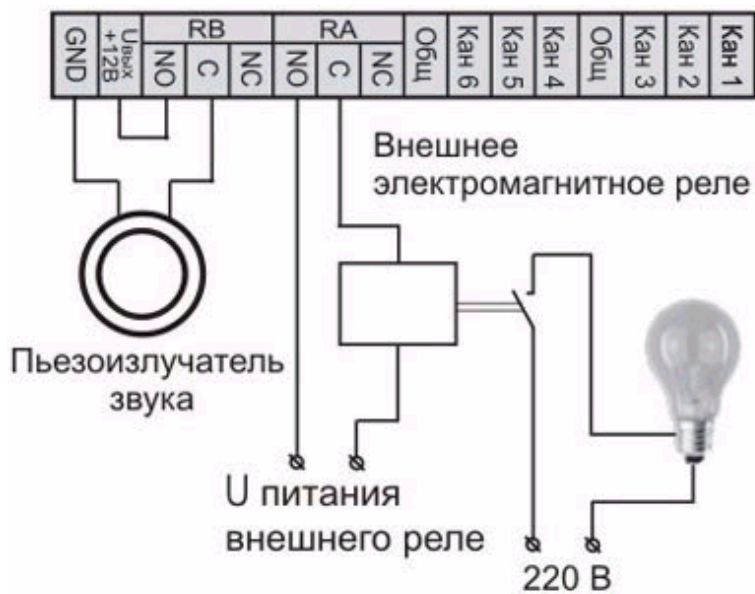 RB RA
GND Uвых +12В NO C NC NO C NC Общ Кан 6 Кан 5 Кан 4 Общ Кан 3 Кан 2 Кан 1
Внешнее
электромагнитное реле
Пьезоизлучатель
звука
U питания
внешнего реле
220 В